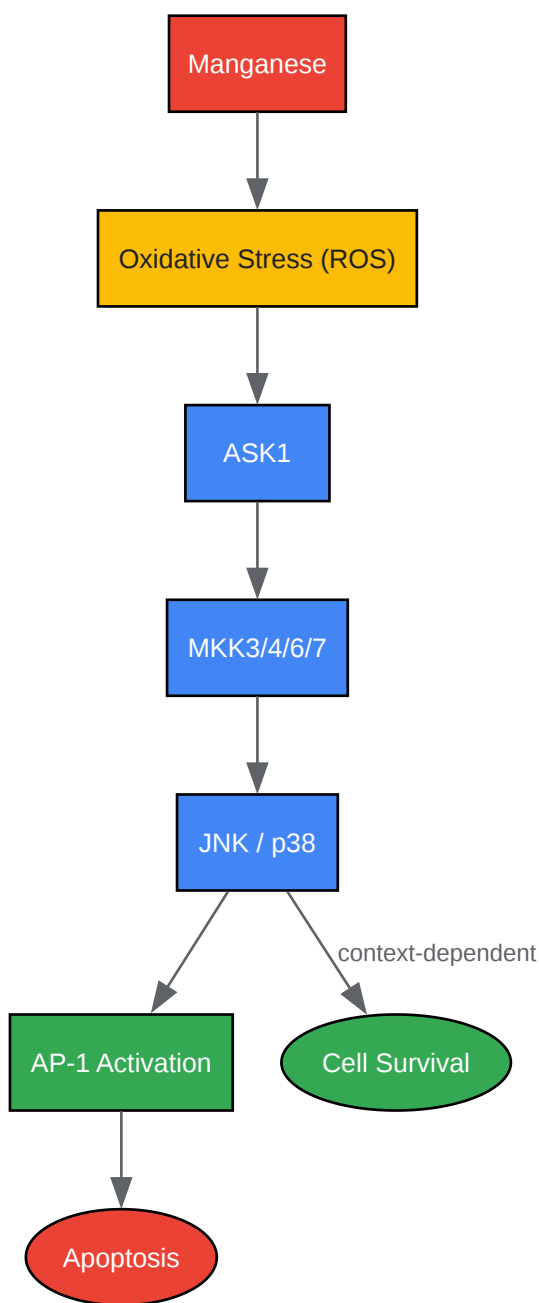 Manganese
Oxidative Stress (ROS)
ASK1
MKK3/4/6/7
JNK / p38
context-dependent
AP-1 Activation
Cell Survival
Apoptosis